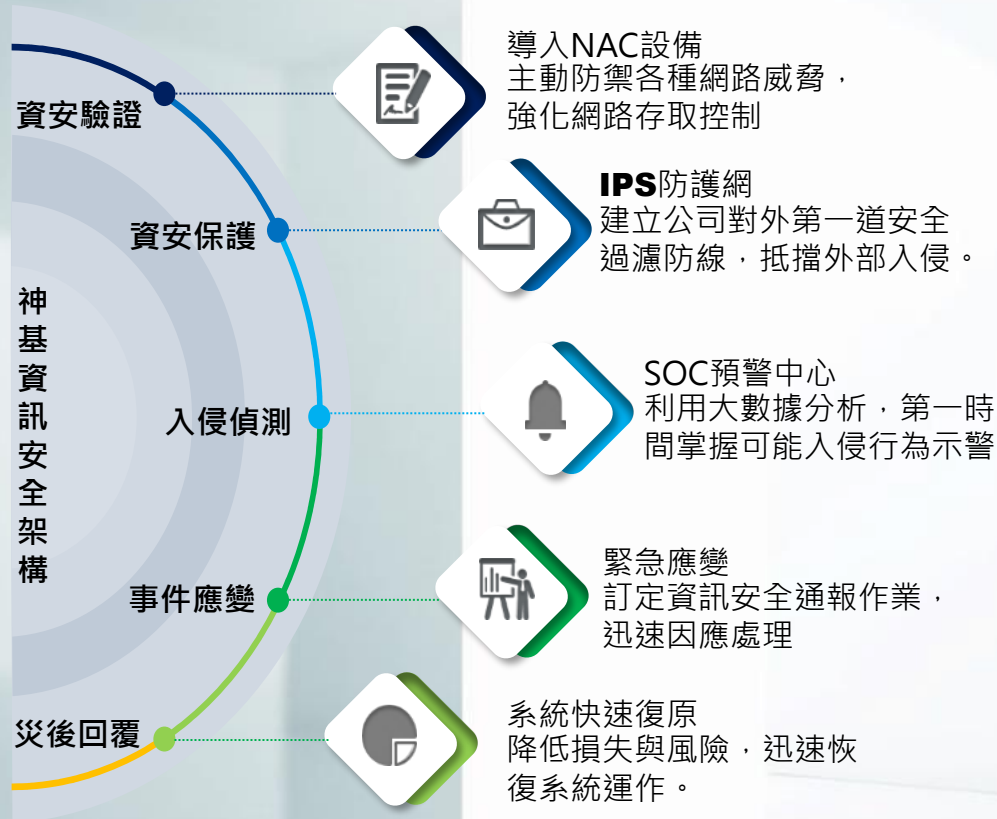 神基資訊安全架構
資安驗證
導入NAC設備
主動防禦各種網路威脅，
強化網路存取控制
資安保護
IPS防護網
建立公司對外第一道安全
過濾防線，抵擋外部入侵。
入侵偵測
SOC預警中心
利用大數據分析，第一時
間掌握可能入侵行為示警
事件應變
緊急應變
訂定資訊安全通報作業，
迅速因應處理
災後回覆
系統快速復原
降低損失與風險，迅速恢
復系統運作。